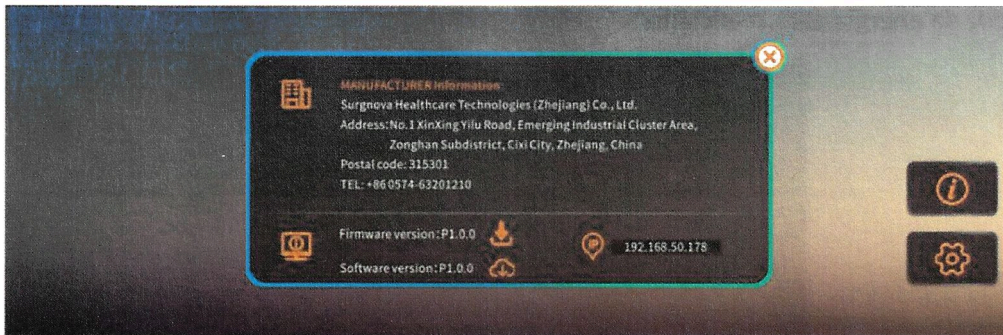 MANUFACTURER Information
Surgnova Healthcare Technologies (Zhejiang) Co., Ltd.
Address:No.1 XinXing Yilu Road, Emerging Industrial Cluster Area,
Zonghan Subdistrict, Cixi City, Zhejiang, China
Postal code: 315301
TEL: +86 0574-63201210
Firmware version:P1.0.0
IP
192.168.50.178
Software version:P1.0.0